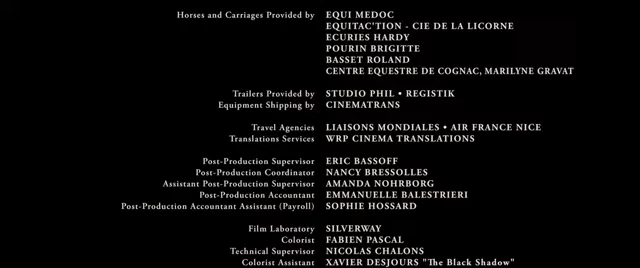 Horses and Carriages Provided by EQUI MEDOC
EQUITAC'TION - CIE DE LA LICORNE
ECURIES HARDY
POURIN BRIGITTE
BASSET ROLAND
CENTRE EQUESTRE DE COGNAC, MARILYNE GRAVAT
Trailers Provided by STUDIO PHIL • REGISTIK
Equipment Shipping by CINEMATRANS
Travel Agencies LIAISONS MONDIALES • AIR FRANCE NICE
Translations Services WRP CINEMA TRANSLATIONS
Post-Production Supervisor ERIC BASSOFF
Post-Production Coordinator NANCY BRESSOLLES
Assistant Post-Production Supervisor AMANDA NOHRBORG
Post-Production Accountant EMMANUELLE BALESTRIERI
Post-Production Accountant Assistant (Payroll) SOPHIE HOSSARD
Film Laboratory SILVERWAY
Colorist FABIEN PASCAL
Technical Supervisor NICOLAS CHALONS
Colorist Assistant XAVIER DESJOURS "The Black Shadow"